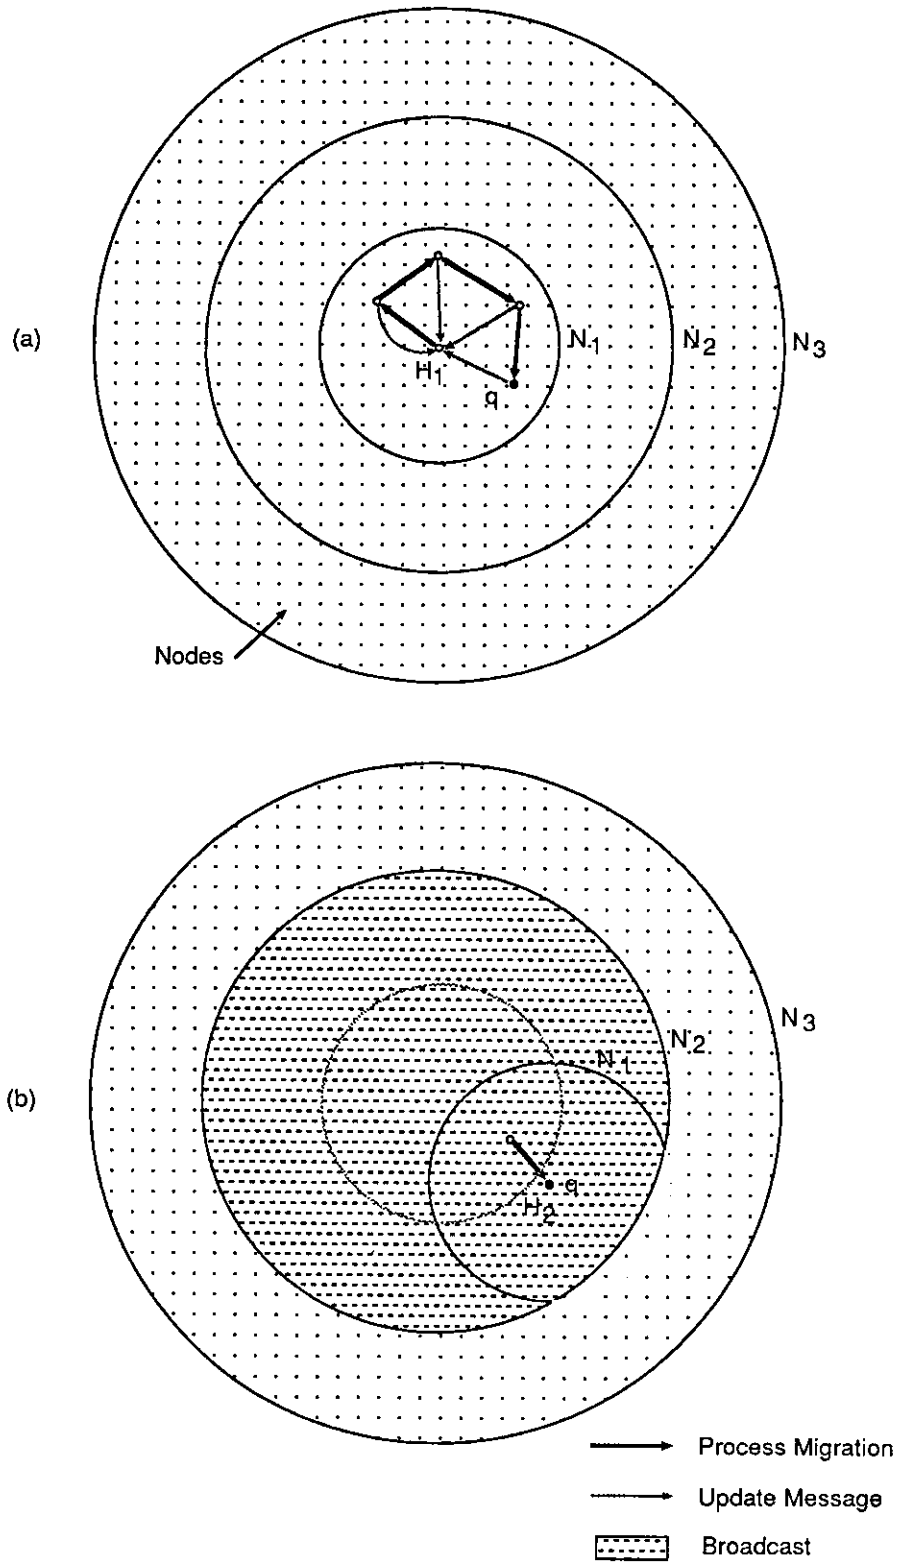 (a)
N1
N2
N3
H1
q
Nodes
N3
N2
N1
(b)
q
H2
Process Migration
Update Message
Broadcast